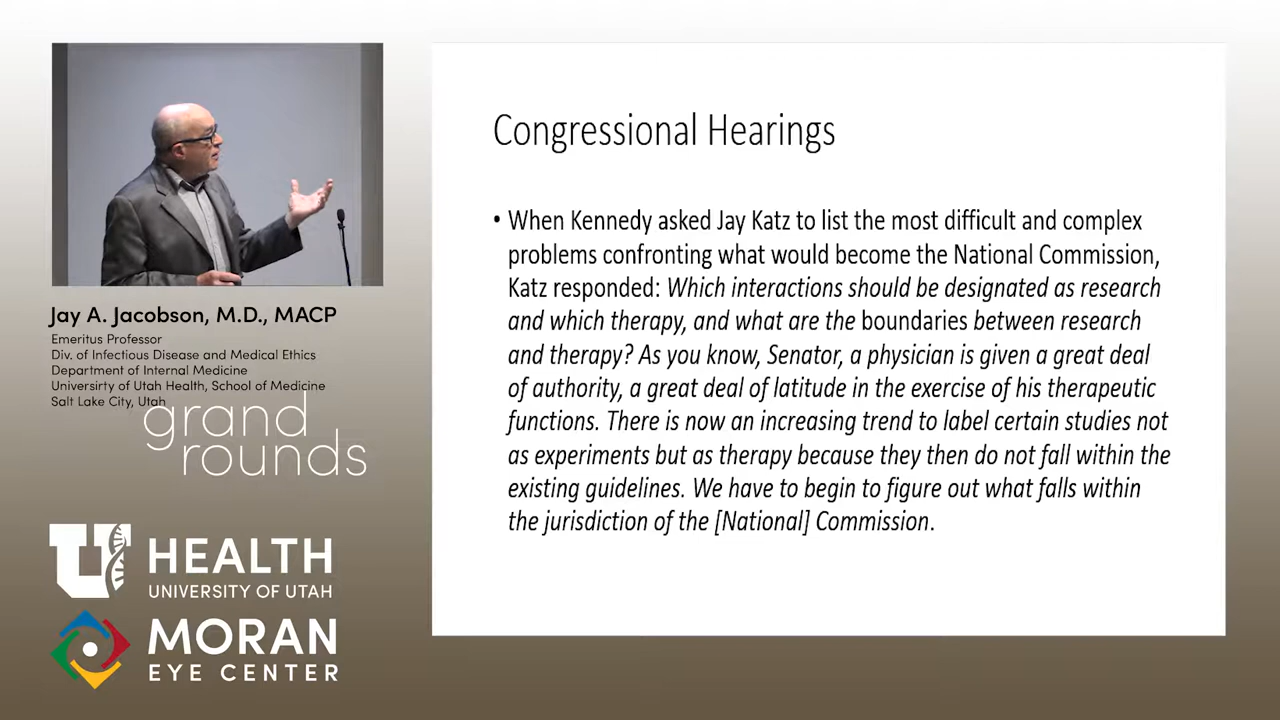 Jay A. Jacobson, M.D., MACP
Emeritus Professor
Div. of Infectious Disease and Medical Ethics
Department of Internal Medicine
Univerisrty of Utah Health, School of Medicine
Salt Lake City, Utah
grand
rounds
U
HEALTH
UNIVERSITY OF UTAH
MORAN
EYE CENTER
Congressional Hearings
• When Kennedy asked Jay Katz to list the most difficult and complex
problems confronting what would become the National Commission,
Katz responded: Which interactions should be designated as research
and which therapy, and what are the boundaries between research
and therapy? As you know, Senator, a physician is given a great deal
of authority, a great deal of latitude in the exercise of his therapeutic
functions. There is now an increasing trend to label certain studies not
as experiments but as therapy because they then do not fall within the
existing guidelines. We have to begin to figure out what falls within
the jurisdiction of the [National] Commission.